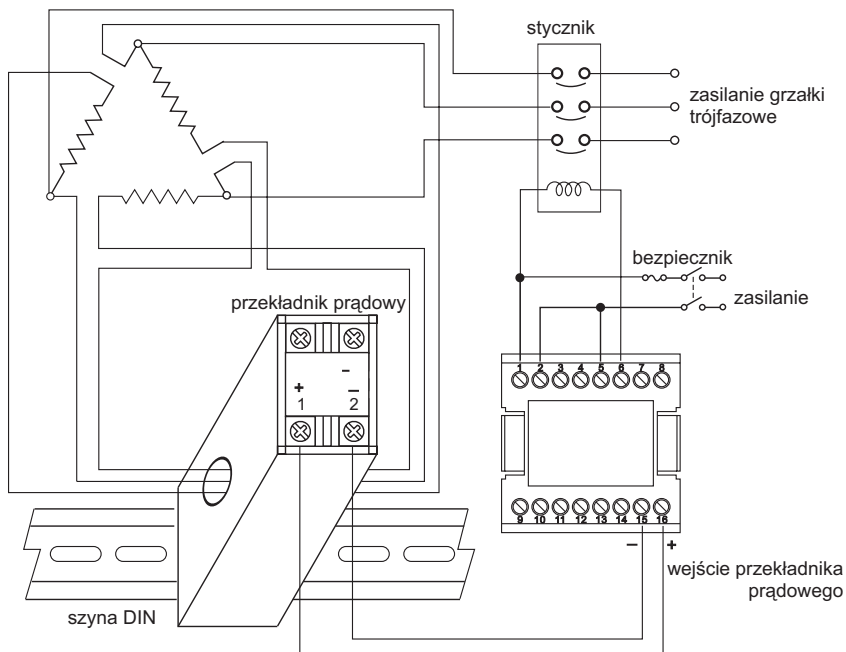 stycznik
zasilanie grzałki
trójfazowe
bezpiecznik
zasilanie
przekładnik prądowy
+ –
1 2
1 2 3 4 5 6 7 8
9 10 11 12 13 14 15 16
– +
wejście przekładnika
prądowego
szyna DIN